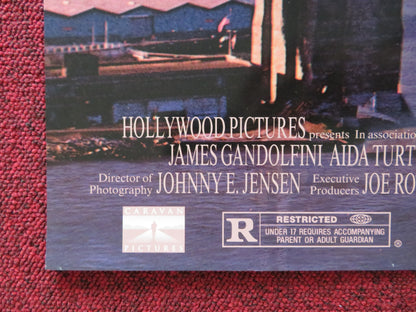 HOLLYWOOD PICTURES presents In associatio
JAMES GANDOLFINI AIDA TURT
Director of Photography JOHNNY E. JENSEN Executive Producers JOE RO
CARAVAN
PICTURES
R RESTRICTED
UNDER 17 REQUIRES ACCOMPANYING
PARENT OR ADULT GUARDIAN ®